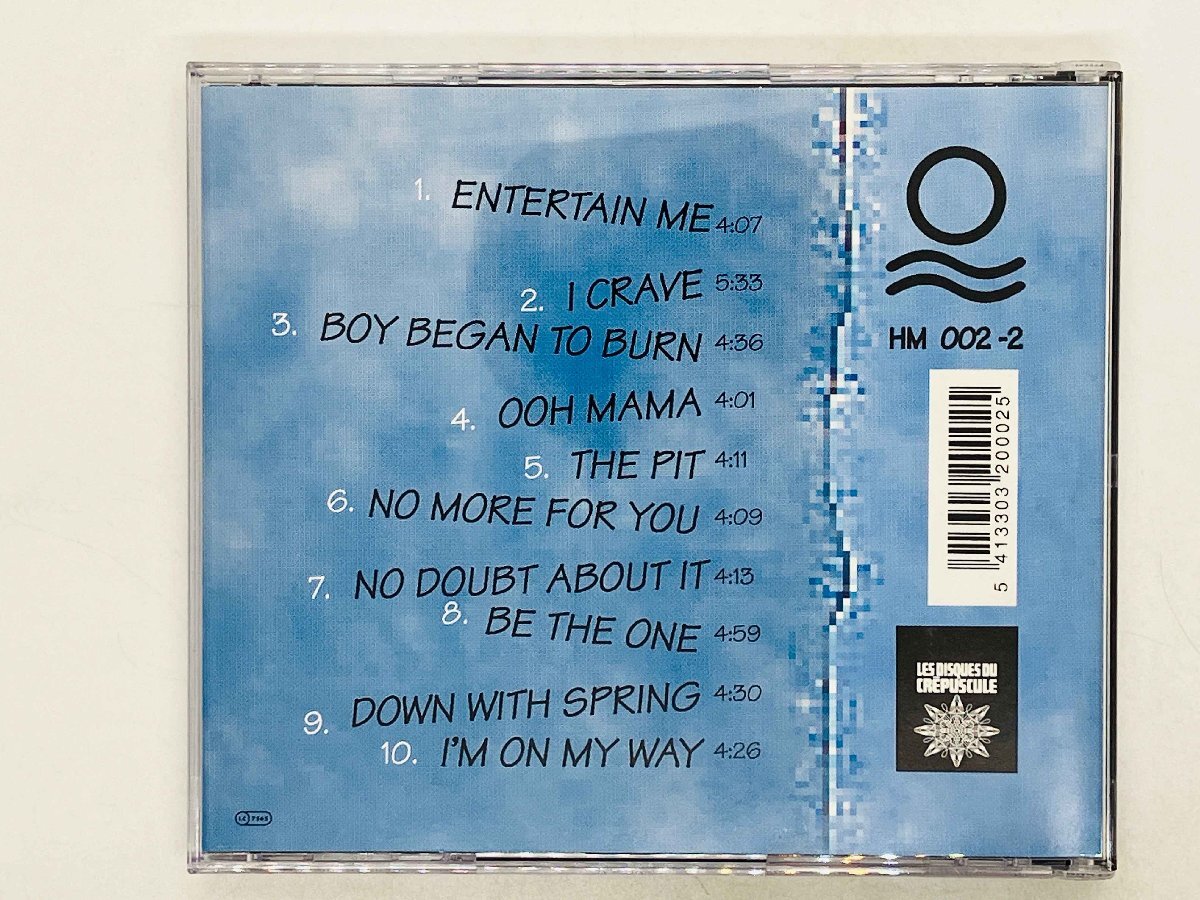 1. ENTERTAIN ME 4:07
2. I CRAVE 5:33
3. BOY BEGAN TO BURN 4:36
4. OOH MAMA 4:01
5. THE PIT 4:11
6. NO MORE FOR YOU 4:09
7. NO DOUBT ABOUT IT 4:13
8. BE THE ONE 4:59
9. DOWN WITH SPRING 4:30
10. I'M ON MY WAY 4:26
HM 002-2
5 413303 200025
LES DISQUES DU
CRÉPUSCULE
LC